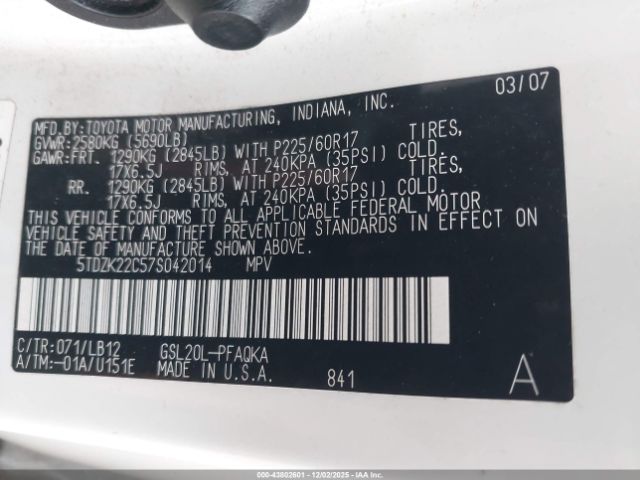 03/07
MFD.BY:TOYOTA MOTOR MANUFACTURING, INDIANA, INC.
GVWR:2580KG (5690LB)
GAWR:FRT. 1290KG (2845LB) WITH P225/60R17 TIRES,
17X6.5J RIMS, AT 240KPA (35PSI) COLD.
RR. 1290KG (2845LB) WITH P225/60R17 TIRES,
17X6.5J RIMS, AT 240KPA (35PSI) COLD.
THIS VEHICLE CONFORMS TO ALL APPLICABLE FEDERAL MOTOR
VEHICLE SAFETY AND THEFT PREVENTION STANDARDS IN EFFECT ON
THE DATE OF MANUFACTURE SHOWN ABOVE.
5TDZK22C57S042014 MPV
C/TR:071/LB12 GSL20L-PFAQKA
A/TM:-01A/U151E MADE IN U.S.A. 841 A
000-43802601 - 12/02/2025 - IAAI.COM